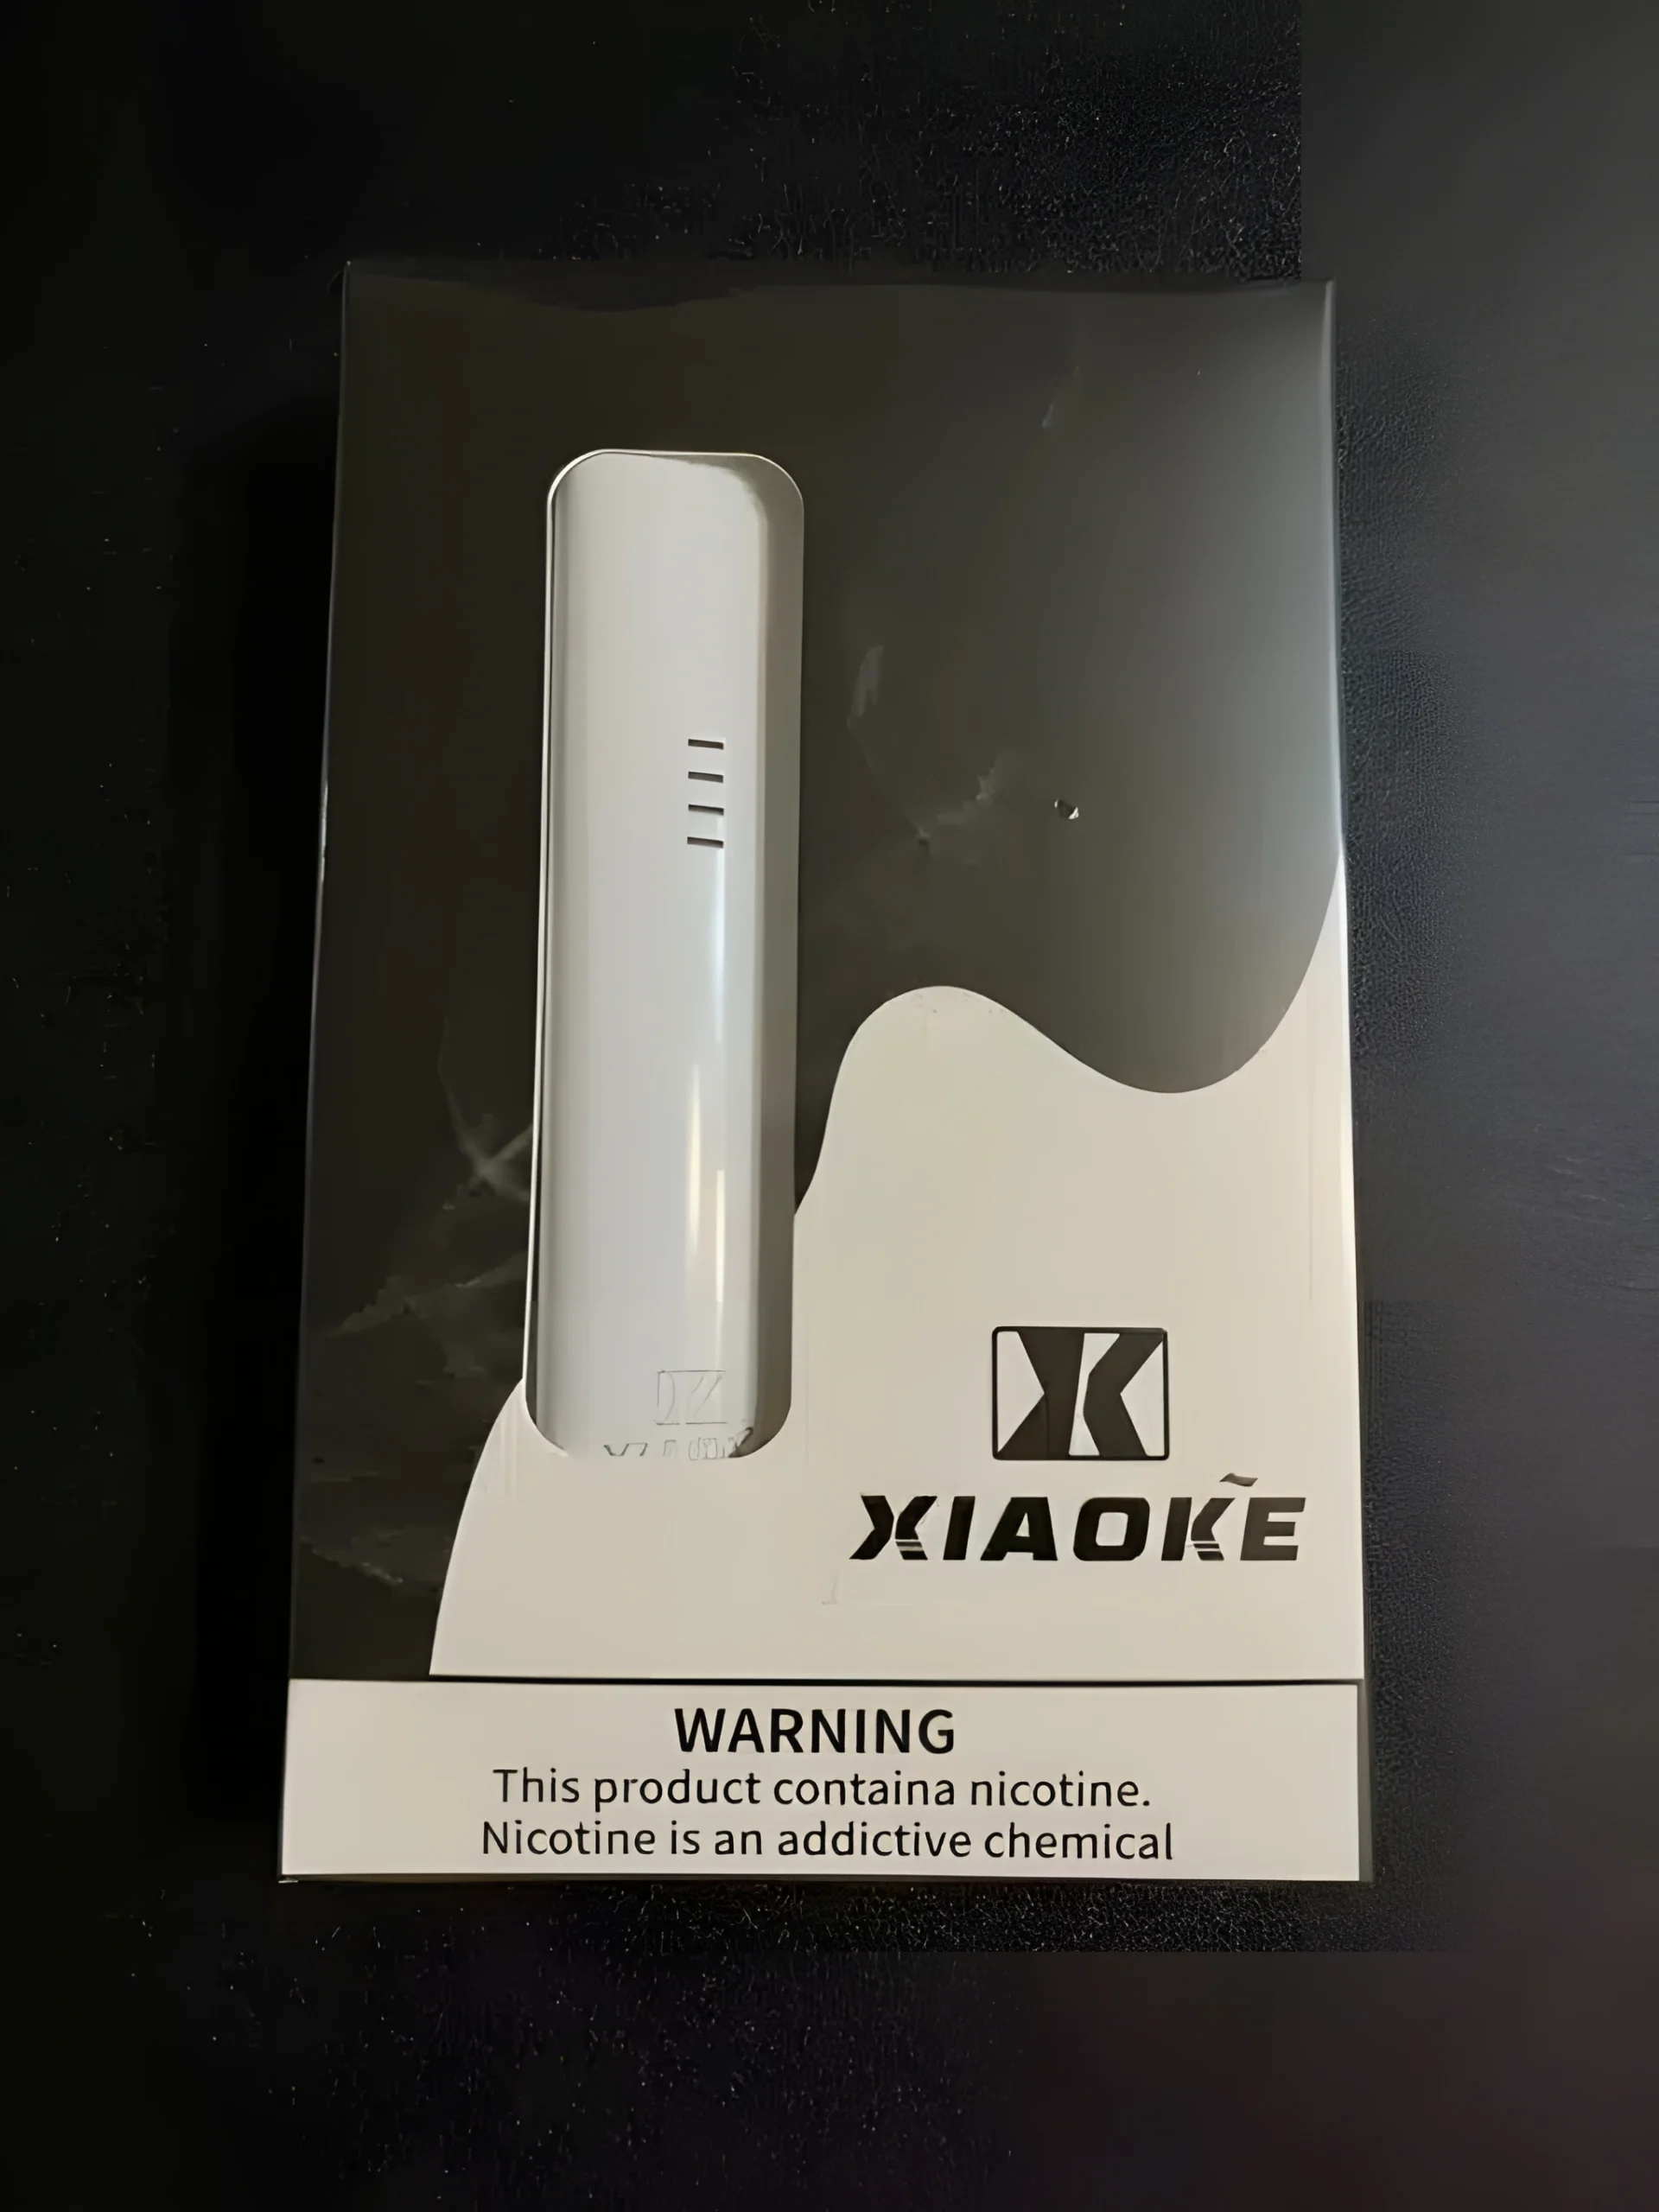 XIAOKE
WARNING
This product containa nicotine.
Nicotine is an addictive chemical